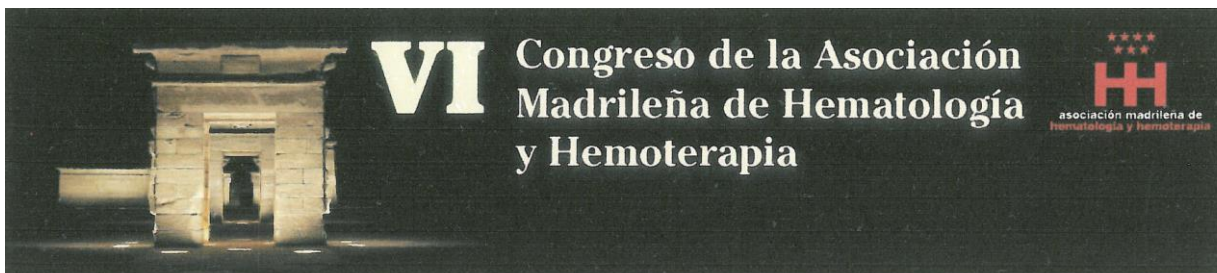 VI
Congreso de la Asociación
Madrileña de Hematología
y Hemoterapia
asociación madrileña de
hematología y hemoterapia